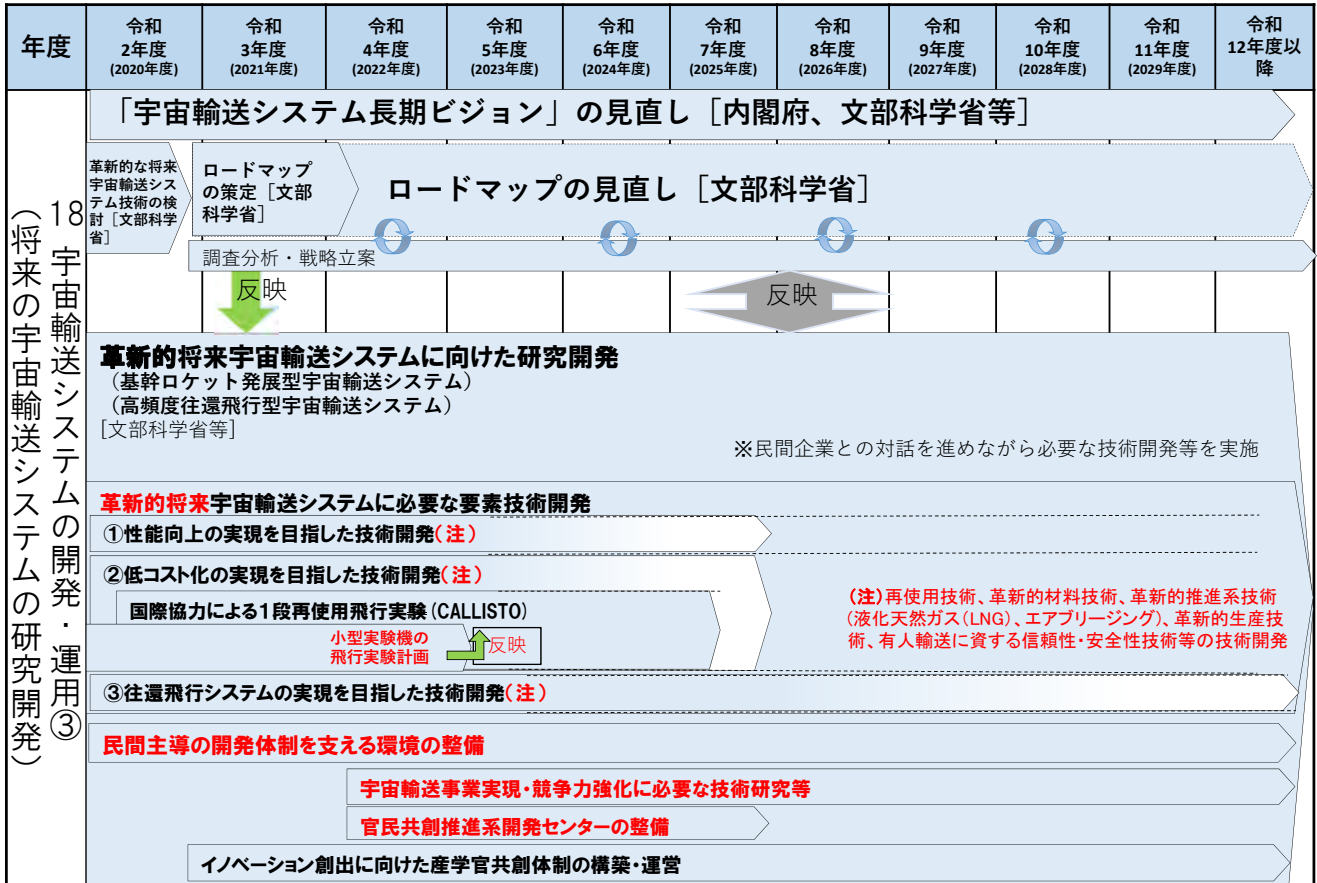 年度
令和
2年度
(2020年度)
令和
3年度
(2021年度)
令和
4年度
(2022年度)
令和
5年度
(2023年度)
令和
6年度
(2024年度)
令和
7年度
(2025年度)
令和
8年度
(2026年度)
令和
9年度
(2027年度)
令和
10年度
(2028年度)
令和
11年度
(2029年度)
令和
12年度以
降
18 宇宙輸送システムの開発・運用③
（将来の宇宙輸送システムの研究開発）
「宇宙輸送システム長期ビジョン」の見直し［内閣府、文部科学省等］
革新的な将来
宇宙輸送シス
テム技術の検
討［文部科学
省］
ロードマップ
の策定［文部
科学省］
ロードマップの見直し［文部科学省］
調査分析・戦略立案
反映
反映
革新的将来宇宙輸送システムに向けた研究開発
（基幹ロケット発展型宇宙輸送システム）
（高頻度往還飛行型宇宙輸送システム）
[文部科学省等]
※民間企業との対話を進めながら必要な技術開発等を実施
革新的将来宇宙輸送システムに必要な要素技術開発
①性能向上の実現を目指した技術開発（注）
②低コスト化の実現を目指した技術開発（注）
国際協力による１段再使用飛行実験(CALLISTO)
小型実験機の
飛行実験計画
反映
（注）再使用技術、革新的材料技術、革新的推進系技術
（液化天然ガス(LNG)、エアブリージング）、革新的生産技
術、有人輸送に資する信頼性・安全性技術等の技術開発
③往還飛行システムの実現を目指した技術開発（注）
民間主導の開発体制を支える環境の整備
宇宙輸送事業実現・競争力強化に必要な技術研究等
官民共創推進系開発センターの整備
イノベーション創出に向けた産学官共創体制の構築・運営